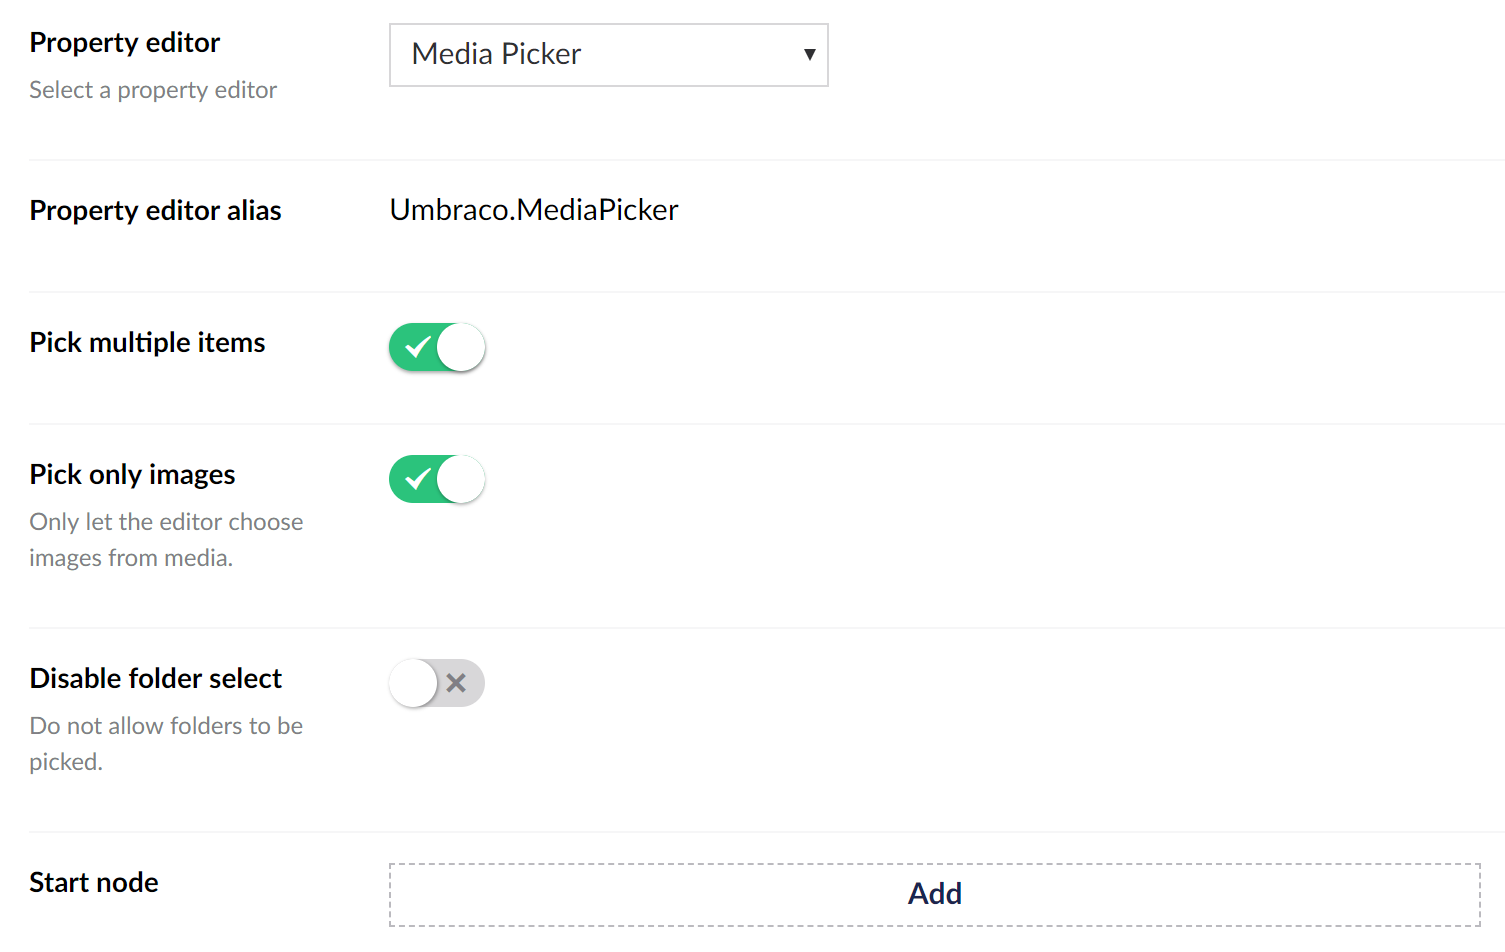 Property editor
Media Picker
Select a property editor
Property editor alias
Umbraco.MediaPicker
Pick multiple items
Pick only images
Only let the editor choose
images from media.
Disable folder select
Do not allow folders to be
picked.
Start node
Add